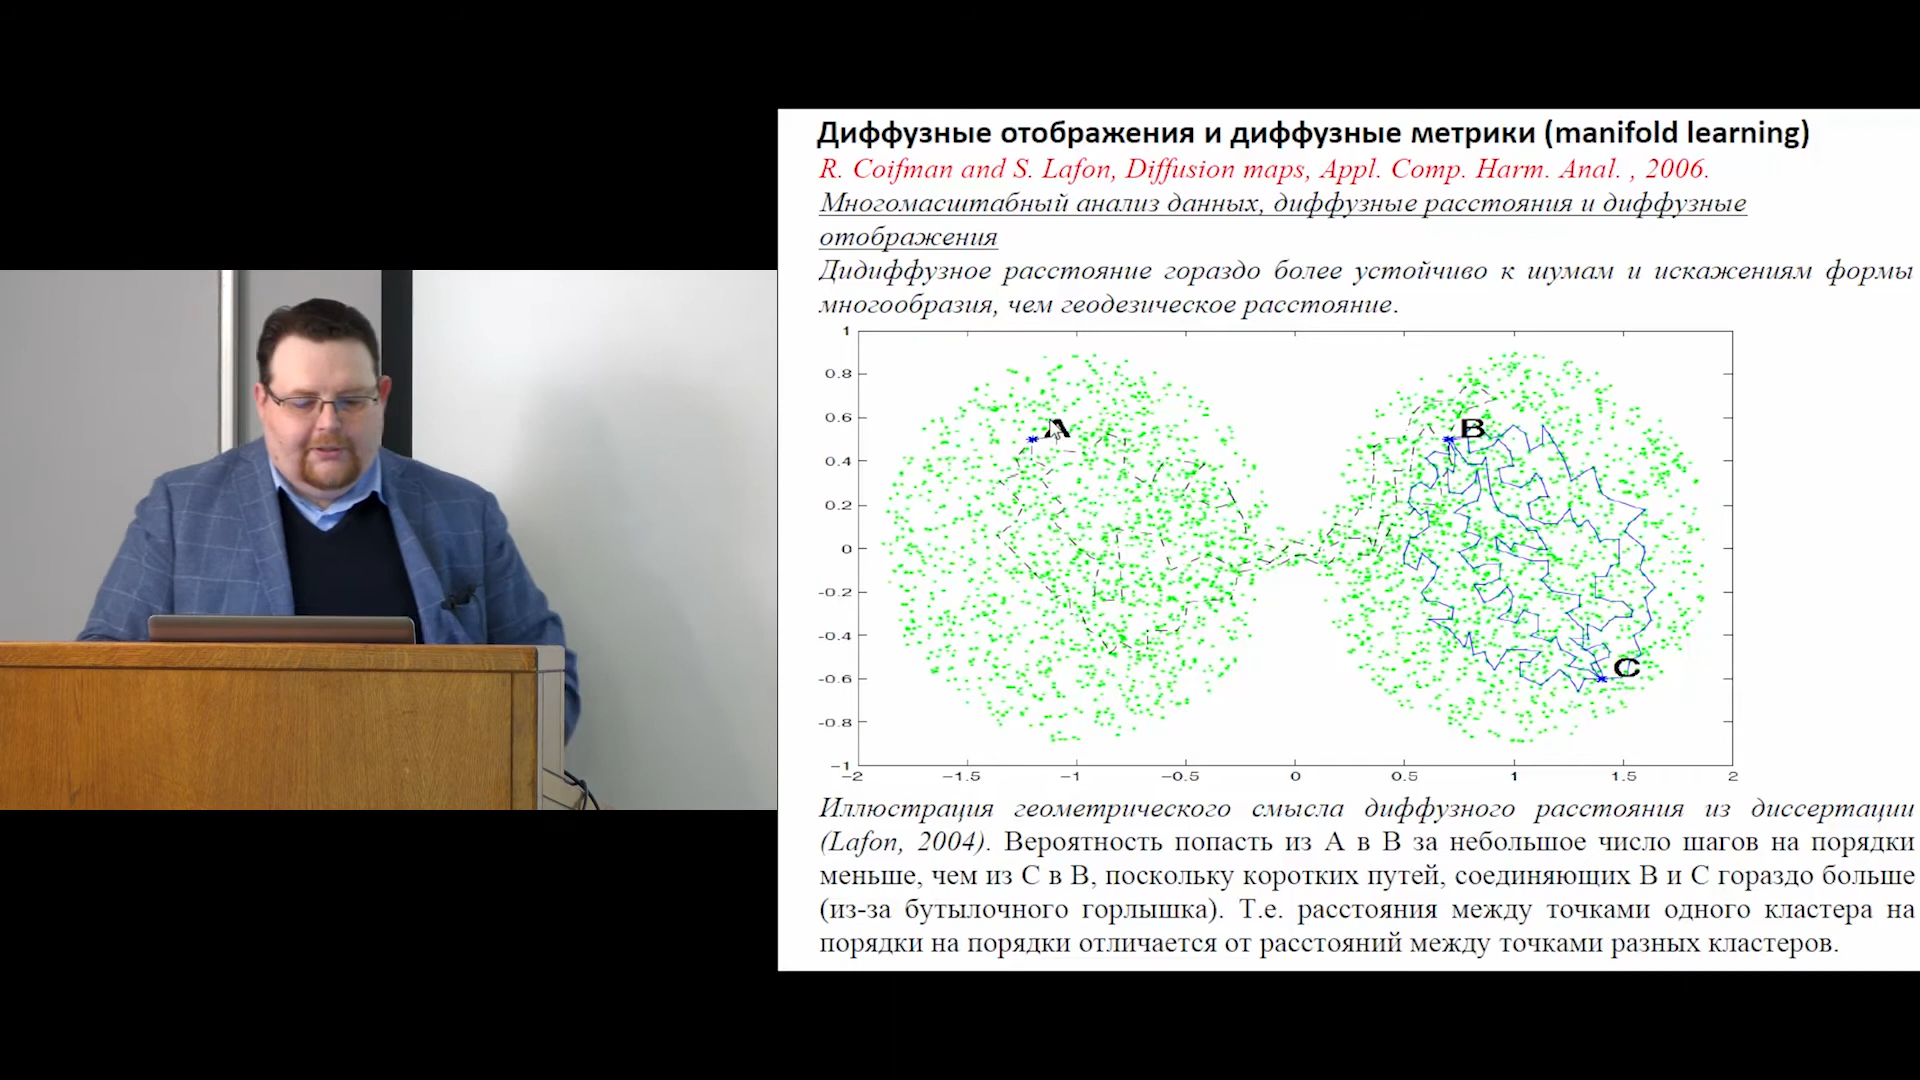 Диффузные отображения и диффузные метрики (manifold learning)
R. Coifman and S. Lafon, Diffusion maps, Appl. Comp. Harm. Anal. , 2006.
Многомасштабный анализ данных, диффузные расстояния и диффузные
отображения
Дидиффузное расстояние гораздо более устойчиво к шумам и искажениям формы
многообразия, чем геодезическое расстояние.
1
0.8
0.6
A
B
0.4
0.2
0
-0.2
-0.4
C
-0.6
-0.8
-1
-2 -1.5 -1 -0.5 0 0.5 1 1.5 2
Иллюстрация геометрического смысла диффузного расстояния из диссертации
(Lafon, 2004). Вероятность попасть из A в B за небольшое число шагов на порядки
меньше, чем из C в B, поскольку коротких путей, соединяющих B и C гораздо больше
(из-за бутылочного горлышка). Т.е. расстояния между точками одного кластера на
порядки на порядки отличается от расстояний между точками разных кластеров.